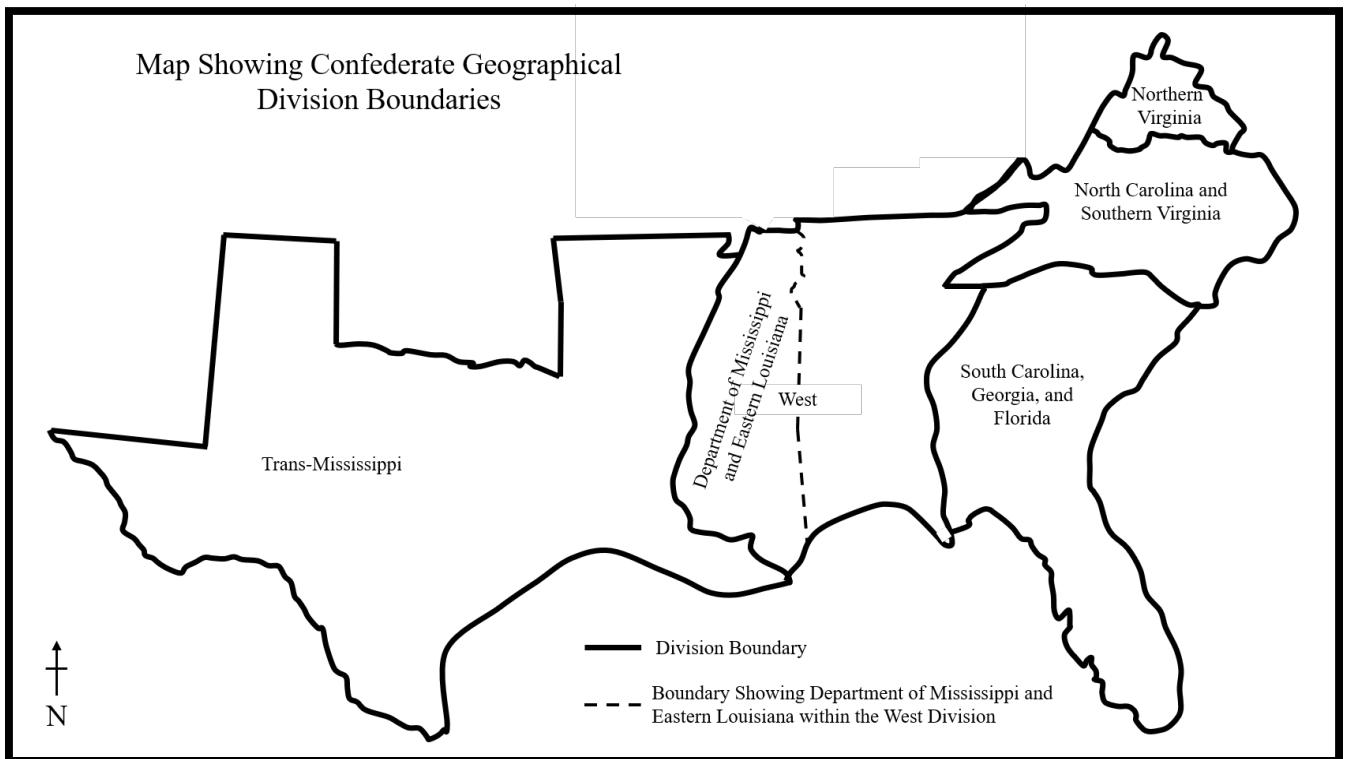 Map Showing Confederate Geographical
Division Boundaries
Northern
Virginia
North Carolina and
Southern Virginia
Department of Mississippi
and Eastern Louisiana
West
South Carolina,
Georgia, and
Florida
Trans-Mississippi
Division Boundary
Boundary Showing Department of Mississippi and
Eastern Louisiana within the West Division
N